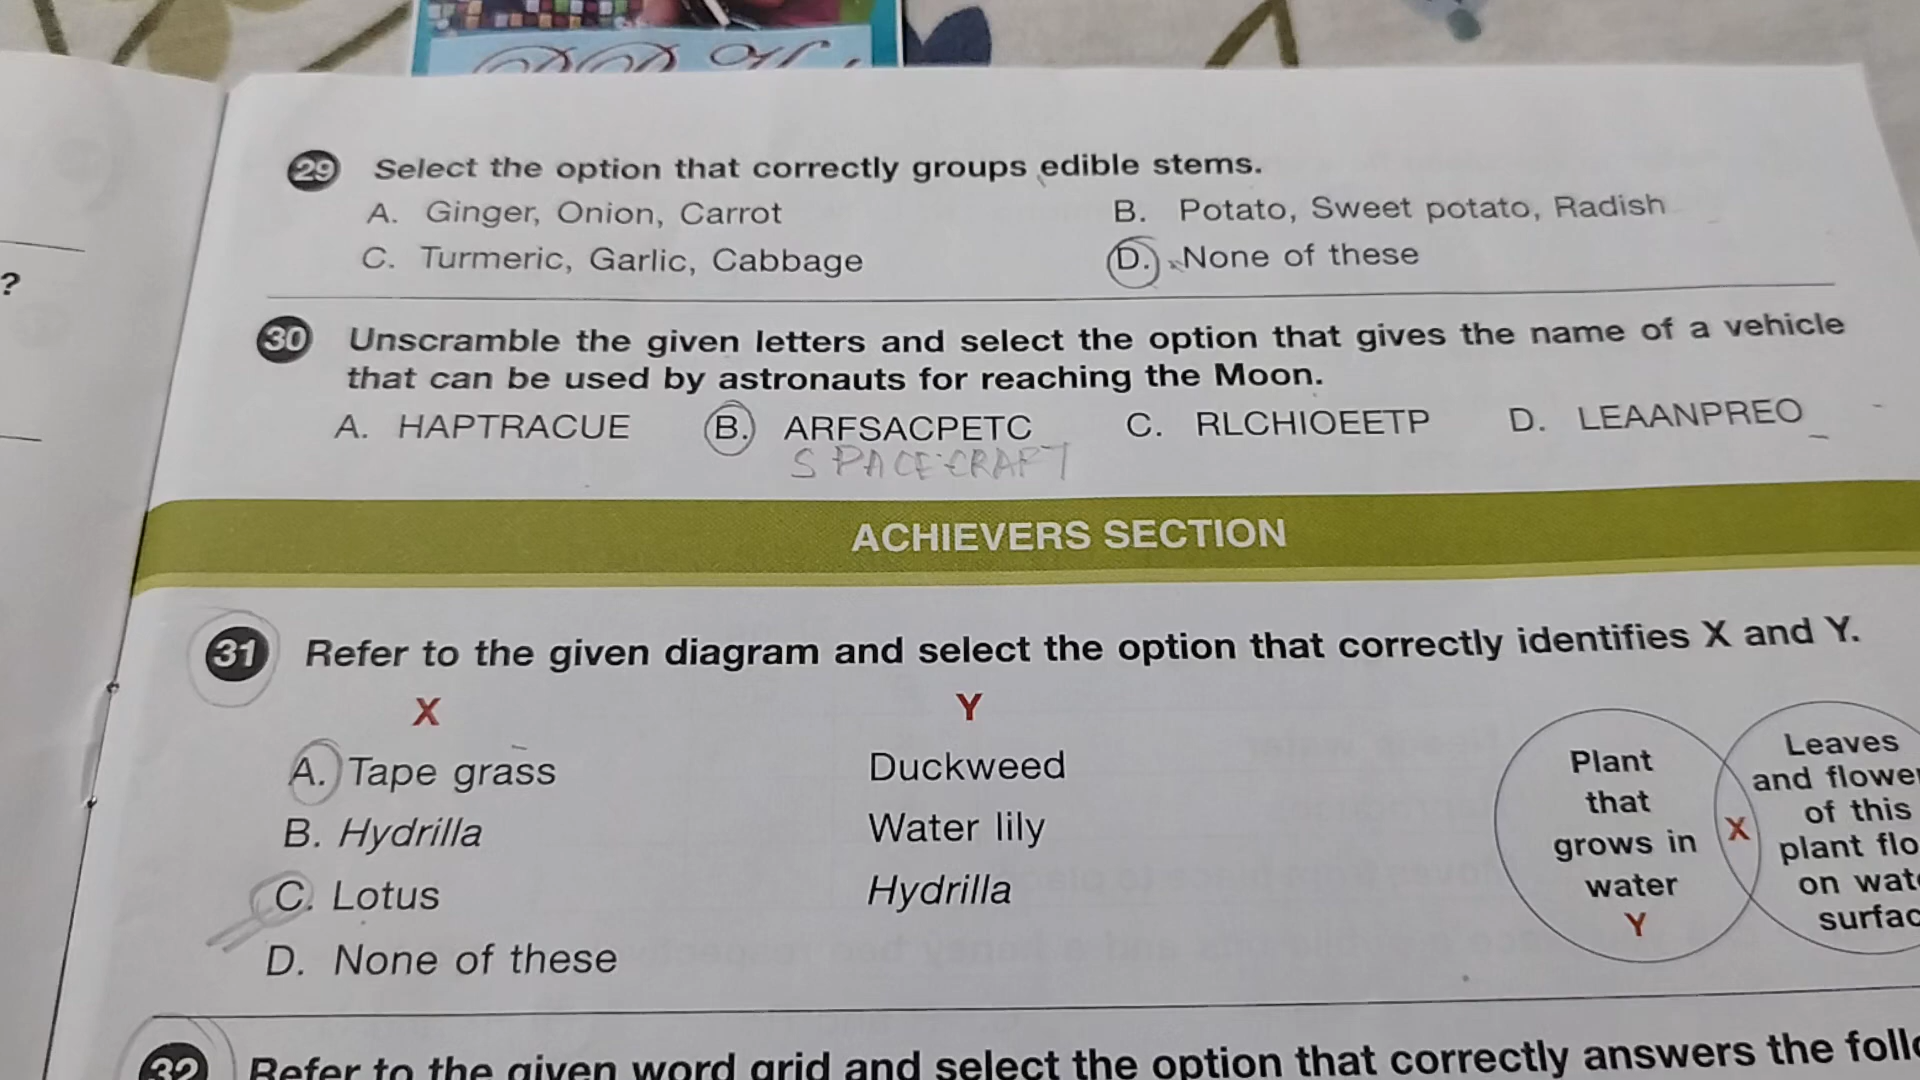 29 Select the option that correctly groups edible stems.
A. Ginger, Onion, Carrot B. Potato, Sweet potato, Radish
C. Turmeric, Garlic, Cabbage D. None of these
?
30 Unscramble the given letters and select the option that gives the name of a vehicle
that can be used by astronauts for reaching the Moon.
A. HAPTRACUE B. ARFSACPETC C. RLCHIOEETP D. LEAANPREO
SPACECRAFT
ACHIEVERS SECTION
31 Refer to the given diagram and select the option that correctly identifies X and Y.
X Y
A. Tape grass Duckweed
B. Hydrilla Water lily
C. Lotus Hydrilla
D. None of these
Plant
that
grows in
water
Y
X
Leaves
and flower
of this
plant flo
on wat
surfac
32 Refer to the given word grid and select the option that correctly answers the foll